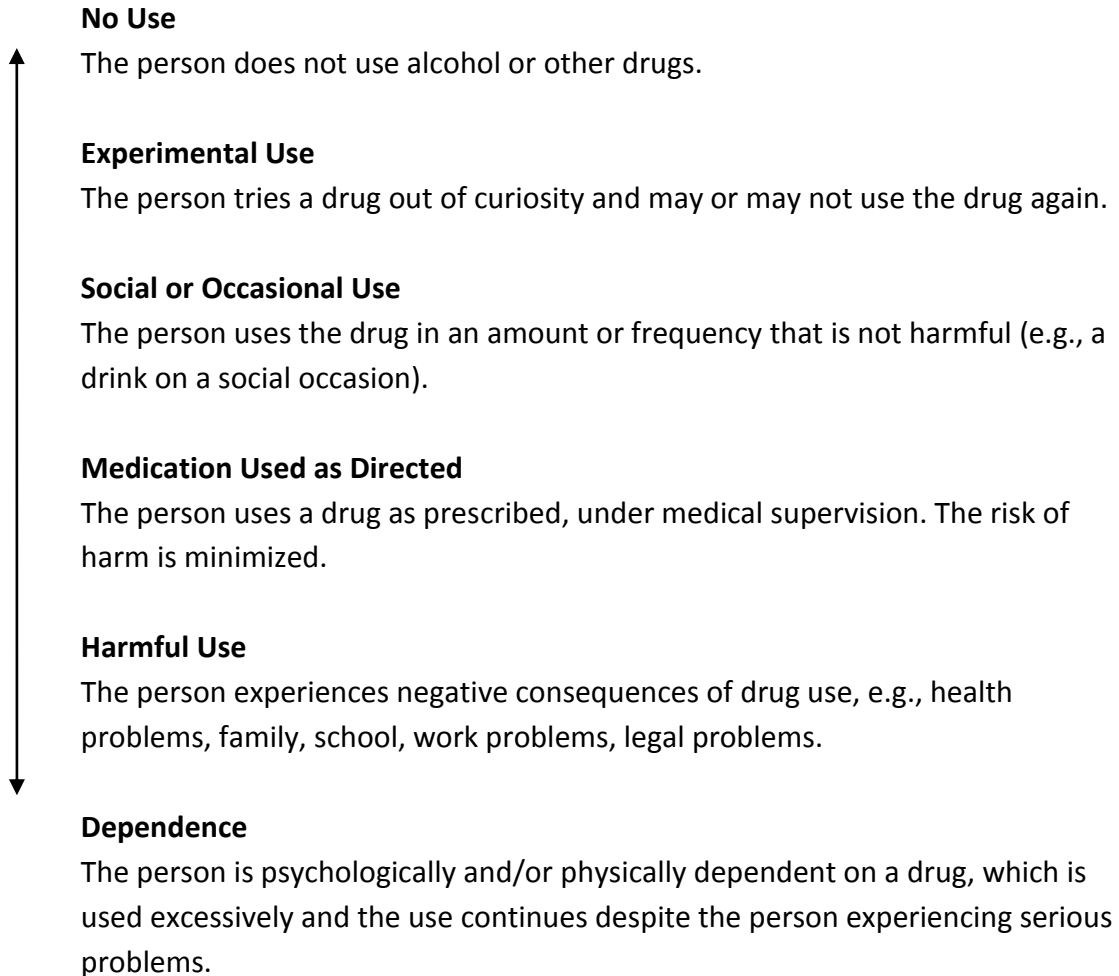 No Use
The person does not use alcohol or other drugs.
Experimental Use
The person tries a drug out of curiosity and may or may not use the drug again.
Social or Occasional Use
The person uses the drug in an amount or frequency that is not harmful (e.g., a
drink on a social occasion).
Medication Used as Directed
The person uses a drug as prescribed, under medical supervision. The risk of
harm is minimized.
Harmful Use
The person experiences negative consequences of drug use, e.g., health
problems, family, school, work problems, legal problems.
Dependence
The person is psychologically and/or physically dependent on a drug, which is
used excessively and the use continues despite the person experiencing serious
problems.